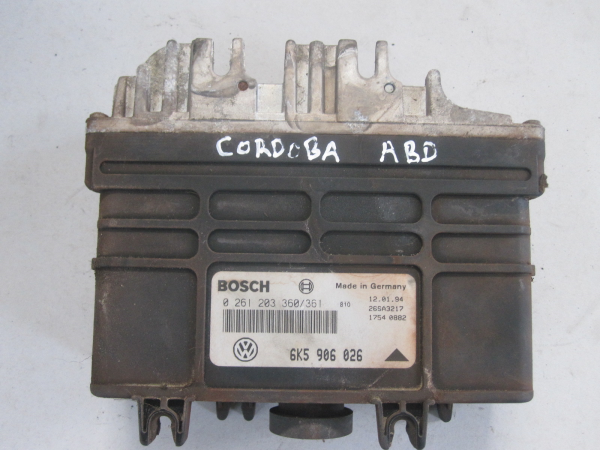 CORDOBA ABD
BOSCH Made in Germany
0 261 203 360/361 010 12.01.94
26SA3217
1754 0882
6K5 906 026